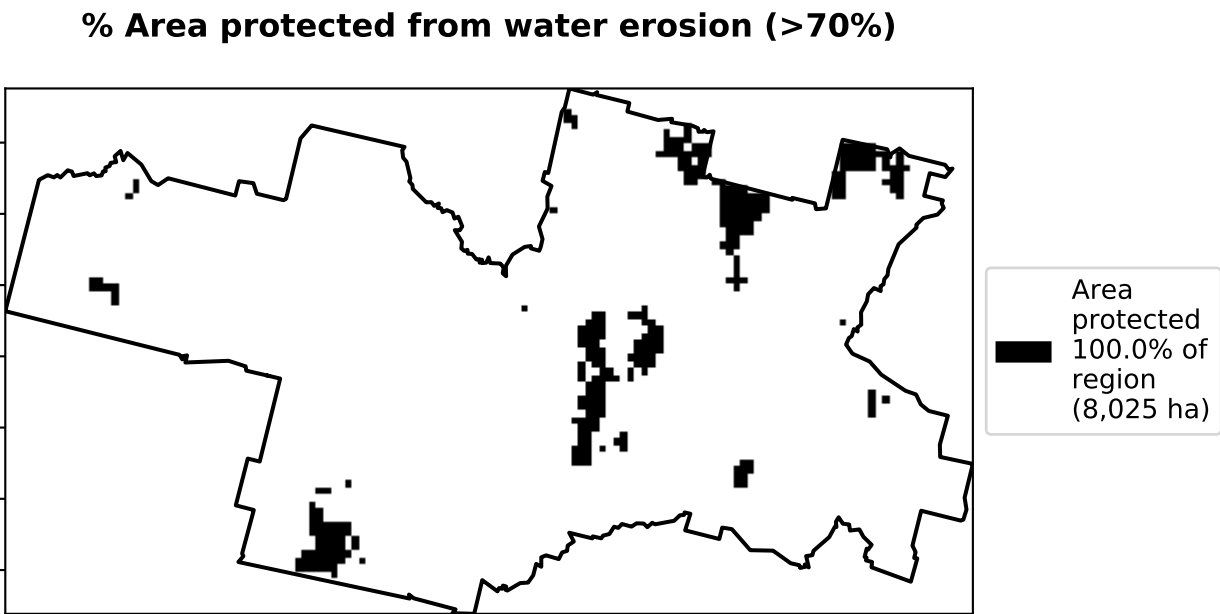 % Area protected from water erosion (>70%)
Area
protected
100.0% of
region
(8,025 ha)